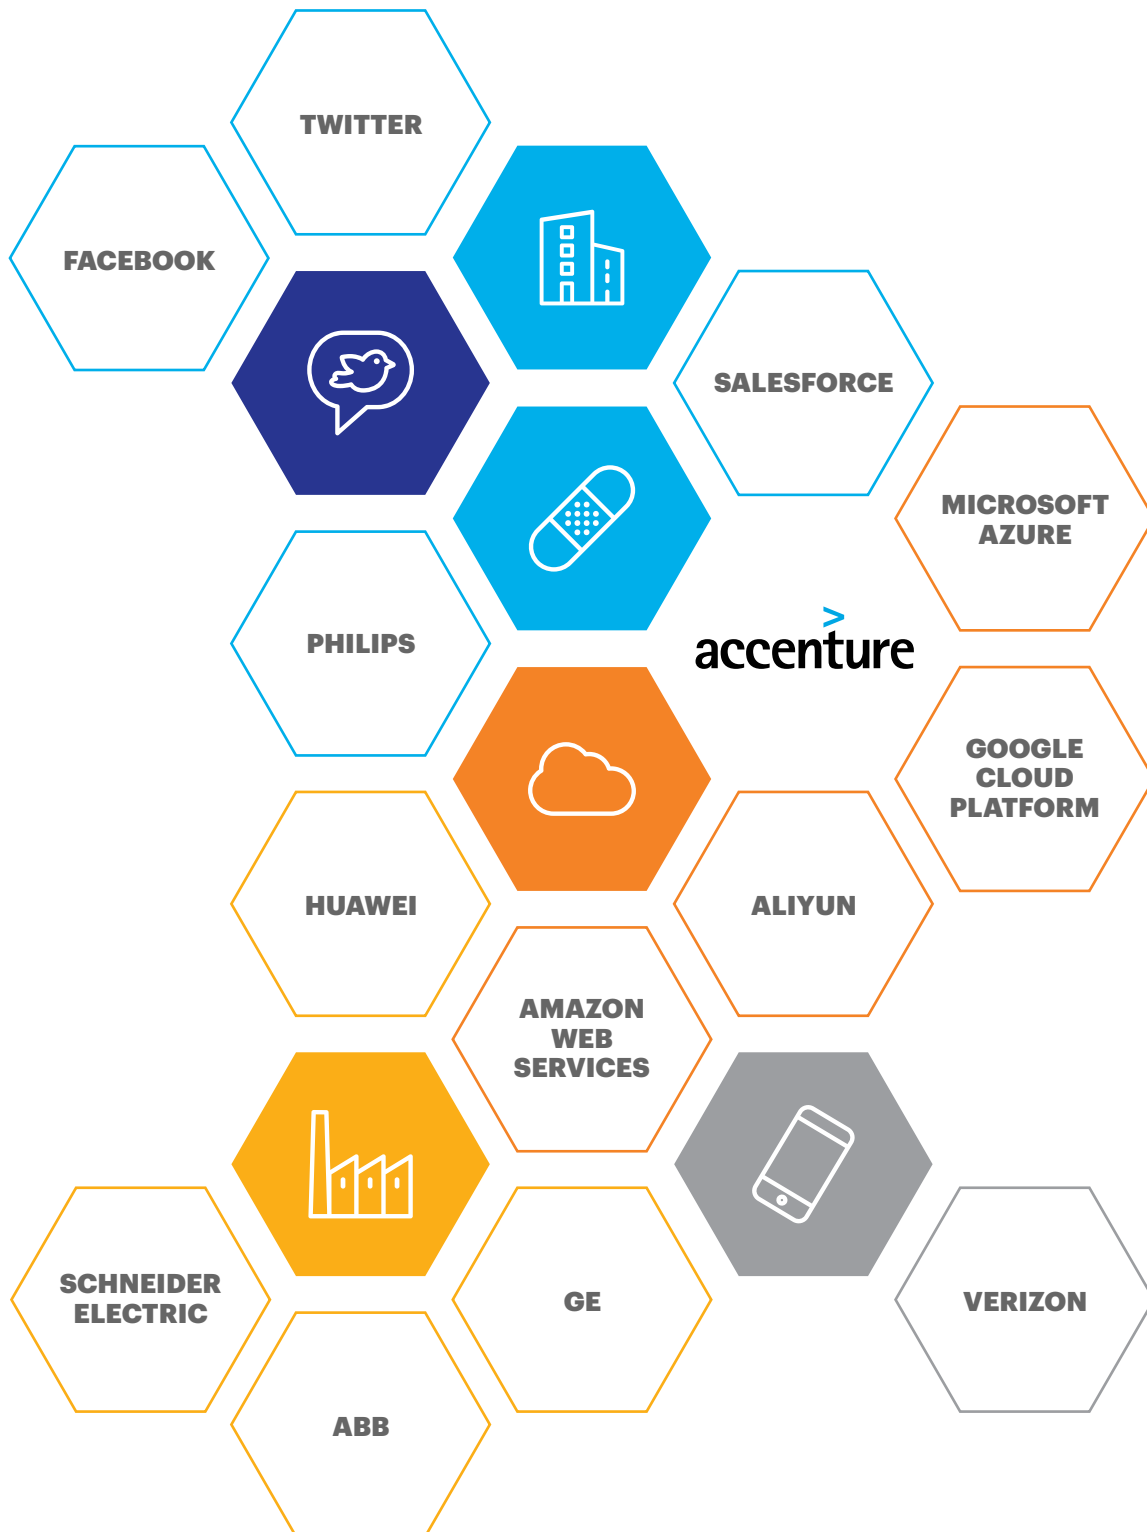 TWITTER
FACEBOOK
SALESFORCE
MICROSOFT
AZURE
PHILIPS
>
accenture
GOOGLE
CLOUD
PLATFORM
HUAWEI
ALIYUN
AMAZON
WEB
SERVICES
SCHNEIDER
ELECTRIC
GE
VERIZON
ABB